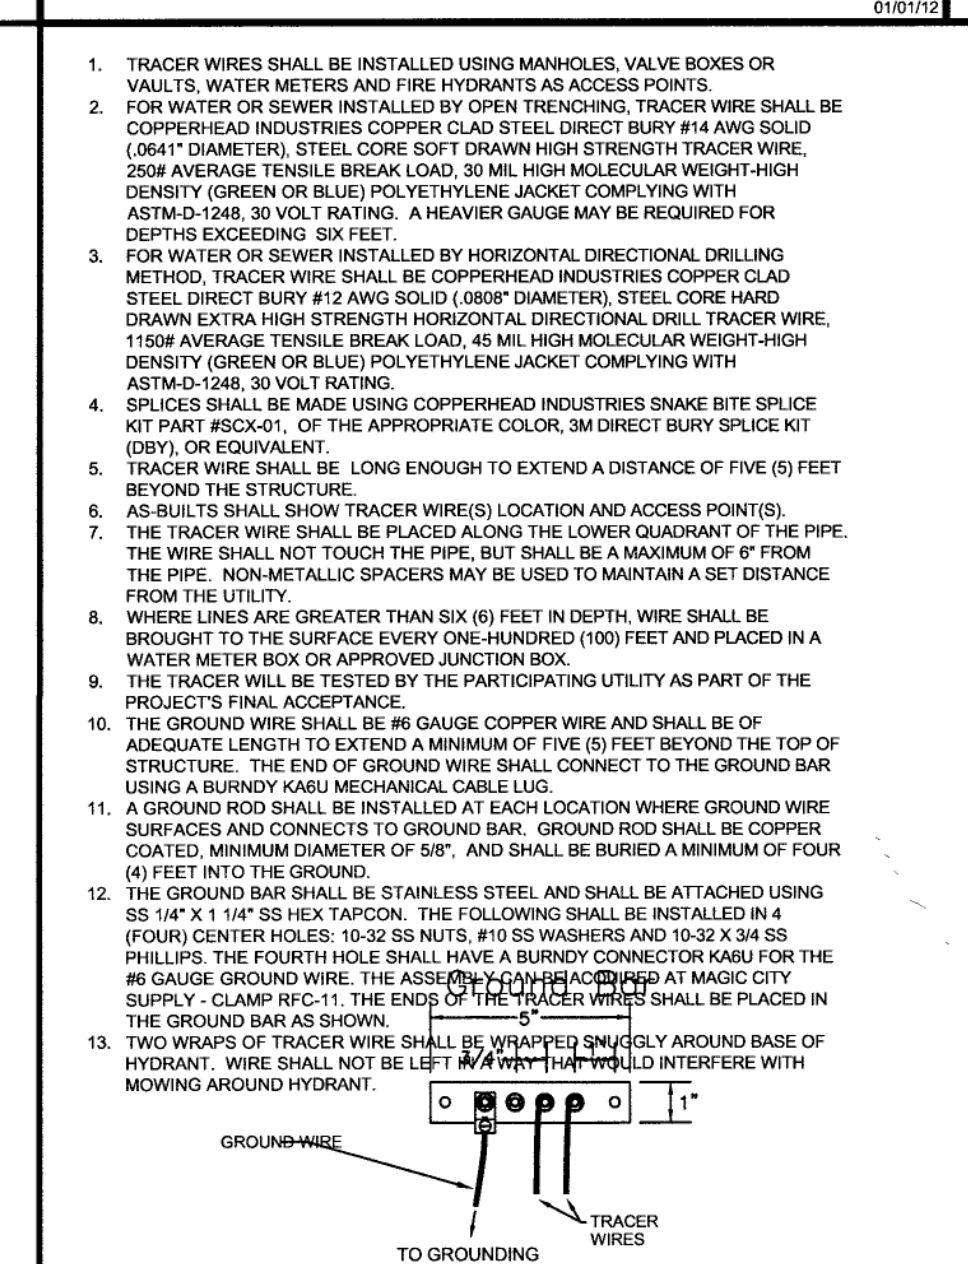 01/01/12
1. TRACER WIRES SHALL BE INSTALLED USING MANHOLES, VALVE BOXES OR
VAULTS, WATER METERS AND FIRE HYDRANTS AS ACCESS POINTS.
2. FOR WATER OR SEWER INSTALLED BY OPEN TRENCHING, TRACER WIRE SHALL BE
COPPERHEAD INDUSTRIES COPPER CLAD STEEL DIRECT BURY #14 AWG SOLID
(.0641" DIAMETER), STEEL CORE SOFT DRAWN HIGH STRENGTH TRACER WIRE,
250# AVERAGE TENSILE BREAK LOAD, 30 MIL HIGH MOLECULAR WEIGHT-HIGH
DENSITY (GREEN OR BLUE) POLYETHYLENE JACKET COMPLYING WITH
ASTM-D-1248, 30 VOLT RATING. A HEAVIER GAUGE MAY BE REQUIRED FOR
DEPTHS EXCEEDING SIX FEET.
3. FOR WATER OR SEWER INSTALLED BY HORIZONTAL DIRECTIONAL DRILLING
METHOD, TRACER WIRE SHALL BE COPPERHEAD INDUSTRIES COPPER CLAD
STEEL DIRECT BURY #12 AWG SOLID (.0808" DIAMETER), STEEL CORE HARD
DRAWN EXTRA HIGH STRENGTH HORIZONTAL DIRECTIONAL DRILL TRACER WIRE,
1150# AVERAGE TENSILE BREAK LOAD, 45 MIL HIGH MOLECULAR WEIGHT-HIGH
DENSITY (GREEN OR BLUE) POLYETHYLENE JACKET COMPLYING WITH
ASTM-D-1248, 30 VOLT RATING.
4. SPLICES SHALL BE MADE USING COPPERHEAD INDUSTRIES SNAKE BITE SPLICE
KIT PART #SCX-01, OF THE APPROPRIATE COLOR, 3M DIRECT BURY SPLICE KIT
(DBY), OR EQUIVALENT.
5. TRACER WIRE SHALL BE LONG ENOUGH TO EXTEND A DISTANCE OF FIVE (5) FEET
BEYOND THE STRUCTURE.
6. AS-BUILTS SHALL SHOW TRACER WIRE(S) LOCATION AND ACCESS POINT(S).
7. THE TRACER WIRE SHALL BE PLACED ALONG THE LOWER QUADRANT OF THE PIPE.
THE WIRE SHALL NOT TOUCH THE PIPE, BUT SHALL BE A MAXIMUM OF 6" FROM
THE PIPE. NON-METALLIC SPACERS MAY BE USED TO MAINTAIN A SET DISTANCE
FROM THE UTILITY.
8. WHERE LINES ARE GREATER THAN SIX (6) FEET IN DEPTH, WIRE SHALL BE
BROUGHT TO THE SURFACE EVERY ONE-HUNDRED (100) FEET AND PLACED IN A
WATER METER BOX OR APPROVED JUNCTION BOX.
9. THE TRACER WILL BE TESTED BY THE PARTICIPATING UTILITY AS PART OF THE
PROJECT'S FINAL ACCEPTANCE.
10. THE GROUND WIRE SHALL BE #6 GAUGE COPPER WIRE AND SHALL BE OF
ADEQUATE LENGTH TO EXTEND A MINIMUM OF FIVE (5) FEET BEYOND THE TOP OF
STRUCTURE. THE END OF GROUND WIRE SHALL CONNECT TO THE GROUND BAR
USING A BURNDY KA6U MECHANICAL CABLE LUG.
11. A GROUND ROD SHALL BE INSTALLED AT EACH LOCATION WHERE GROUND WIRE
SURFACES AND CONNECTS TO GROUND BAR. GROUND ROD SHALL BE COPPER
COATED, MINIMUM DIAMETER OF 5/8", AND SHALL BE BURIED A MINIMUM OF FOUR
(4) FEET INTO THE GROUND.
12. THE GROUND BAR SHALL BE STAINLESS STEEL AND SHALL BE ATTACHED USING
SS 1/4" X 1 1/4" SS HEX TAPCON. THE FOLLOWING SHALL BE INSTALLED IN 4
(FOUR) CENTER HOLES: 10-32 SS NUTS, #10 SS WASHERS AND 10-32 X 3/4 SS
PHILLIPS. THE FOURTH HOLE SHALL HAVE A BURNDY CONNECTOR KA6U FOR THE
#6 GAUGE GROUND WIRE. THE ASSEMBLY CAN BE ACQUIRED AT MAGIC CITY
Ground Bar
SUPPLY - CLAMP RFC-11. THE ENDS OF THE TRACER WIRES SHALL BE PLACED IN
THE GROUND BAR AS SHOWN.
5"
13. TWO WRAPS OF TRACER WIRE SHALL BE WRAPPED SNUGGLY AROUND BASE OF
HYDRANT. WIRE SHALL NOT BE LEFT IN A WAY THAT WOULD INTERFERE WITH
3/4"
MOWING AROUND HYDRANT.
1"
GROUND WIRE
TRACER
WIRES
TO GROUNDING